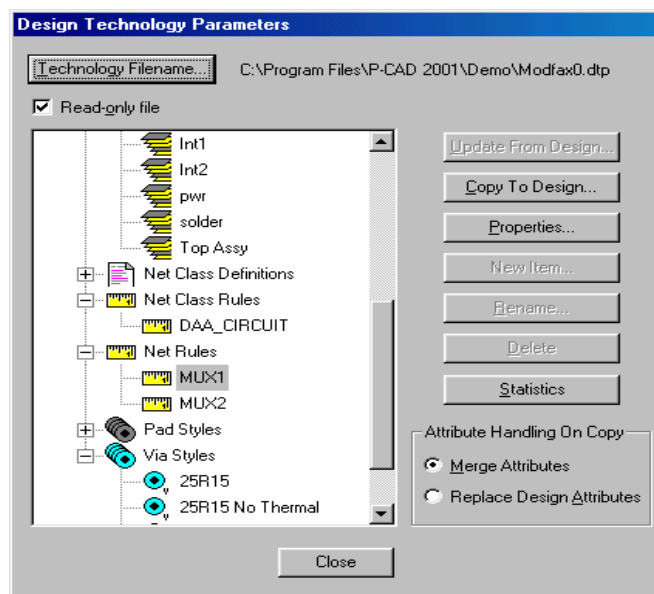 Design Technology Parameters
Technology Filename... C:\Program Files\P-CAD 2001\Demo\Modfax0.dtp
Read-only file
Int1
Int2
pwr
solder
Top Assy
Net Class Definitions
Net Class Rules
DAA_CIRCUIT
Net Rules
MUX1
MUX2
Pad Styles
Via Styles
25R15
25R15 No Thermal
Update From Design...
Copy To Design...
Properties...
New Item...
Rename...
Delete
Statistics
Attribute Handling On Copy
Merge Attributes
Replace Design Attributes
Close